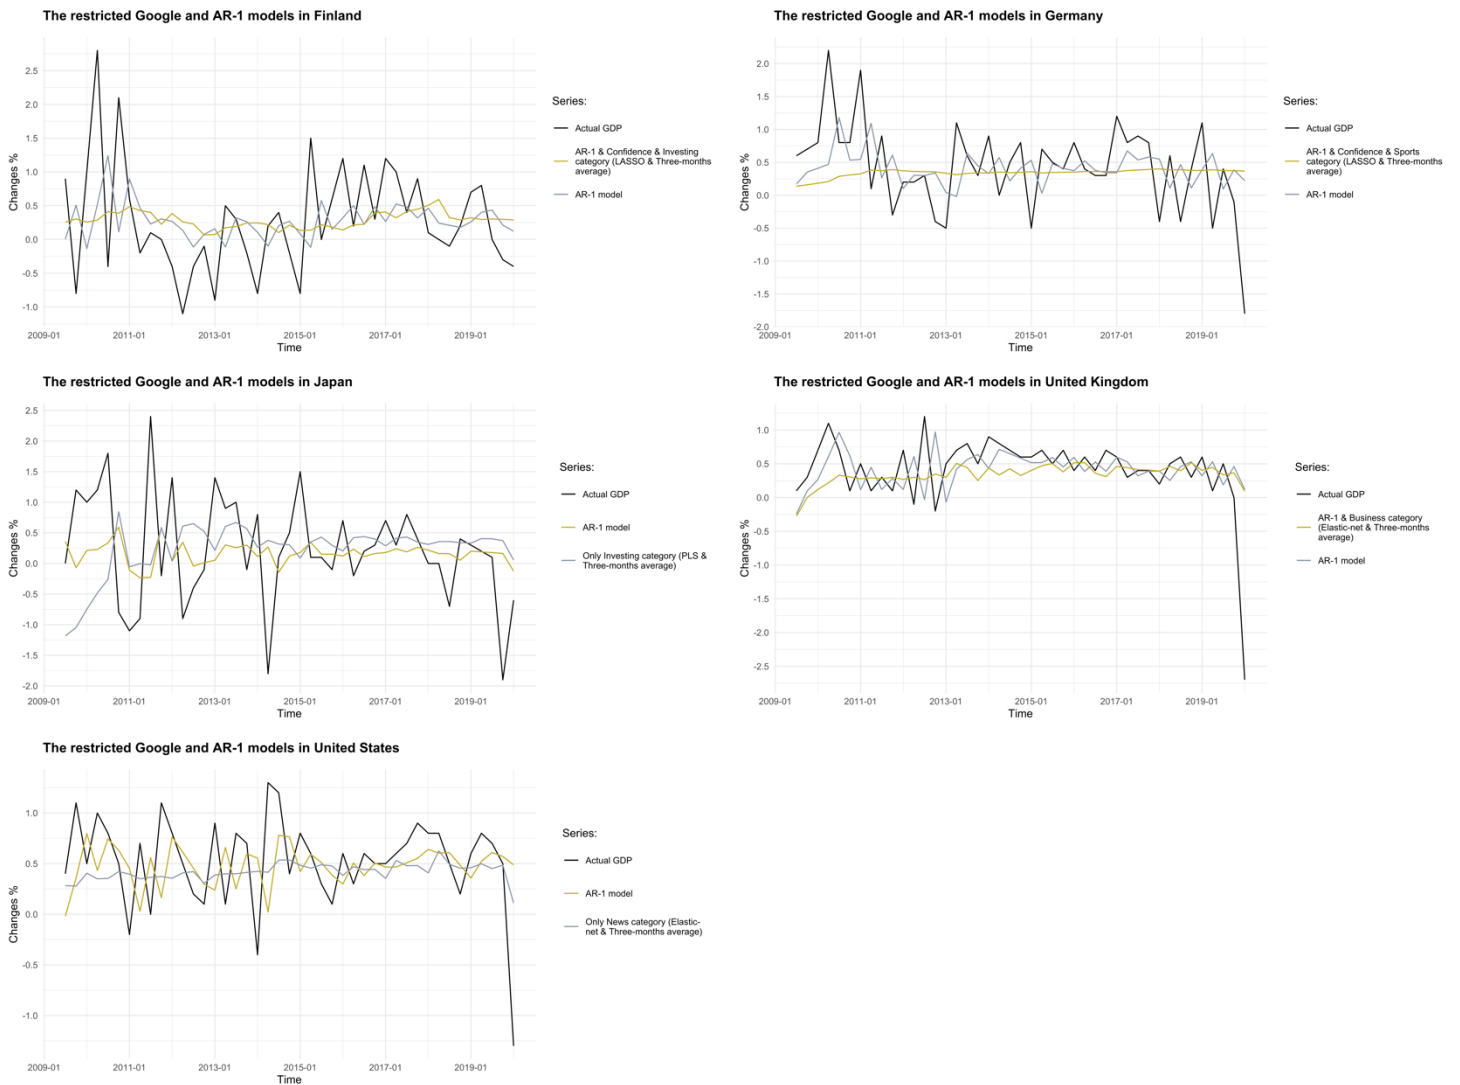 The restricted Google and AR-1 models in Finland
Changes %
2.5
2.0
1.5
1.0
0.5
0.0
-0.5
-1.0
2009-01
2011-01
2013-01
2015-01
2017-01
2019-01
Time
Series:
Actual GDP
AR-1 & Confidence & Investing
category (LASSO & Three-months
average)
AR-1 model
The restricted Google and AR-1 models in Germany
Changes %
2.0
1.5
1.0
0.5
0.0
-0.5
-1.0
-1.5
-2.0
2009-01
2011-01
2013-01
2015-01
2017-01
2019-01
Time
Series:
Actual GDP
AR-1 & Confidence & Sports
category (LASSO & Three-months
average)
AR-1 model
The restricted Google and AR-1 models in Japan
Changes %
2.5
2.0
1.5
1.0
0.5
0.0
-0.5
-1.0
-1.5
-2.0
2009-01
2011-01
2013-01
2015-01
2017-01
2019-01
Time
Series:
Actual GDP
AR-1 model
Only Investing category (PLS &
Three-months average)
The restricted Google and AR-1 models in United Kingdom
Changes %
1.0
0.5
0.0
-0.5
-1.0
-1.5
-2.0
-2.5
2009-01
2011-01
2013-01
2015-01
2017-01
2019-01
Time
Series:
Actual GDP
AR-1 & Business category
(Elastic-net & Three-months
average)
AR-1 model
The restricted Google and AR-1 models in United States
Changes %
1.0
0.5
0.0
-0.5
-1.0
2009-01
2011-01
2013-01
2015-01
2017-01
2019-01
Time
Series:
Actual GDP
AR-1 model
Only News category (Elastic-
net & Three-months average)